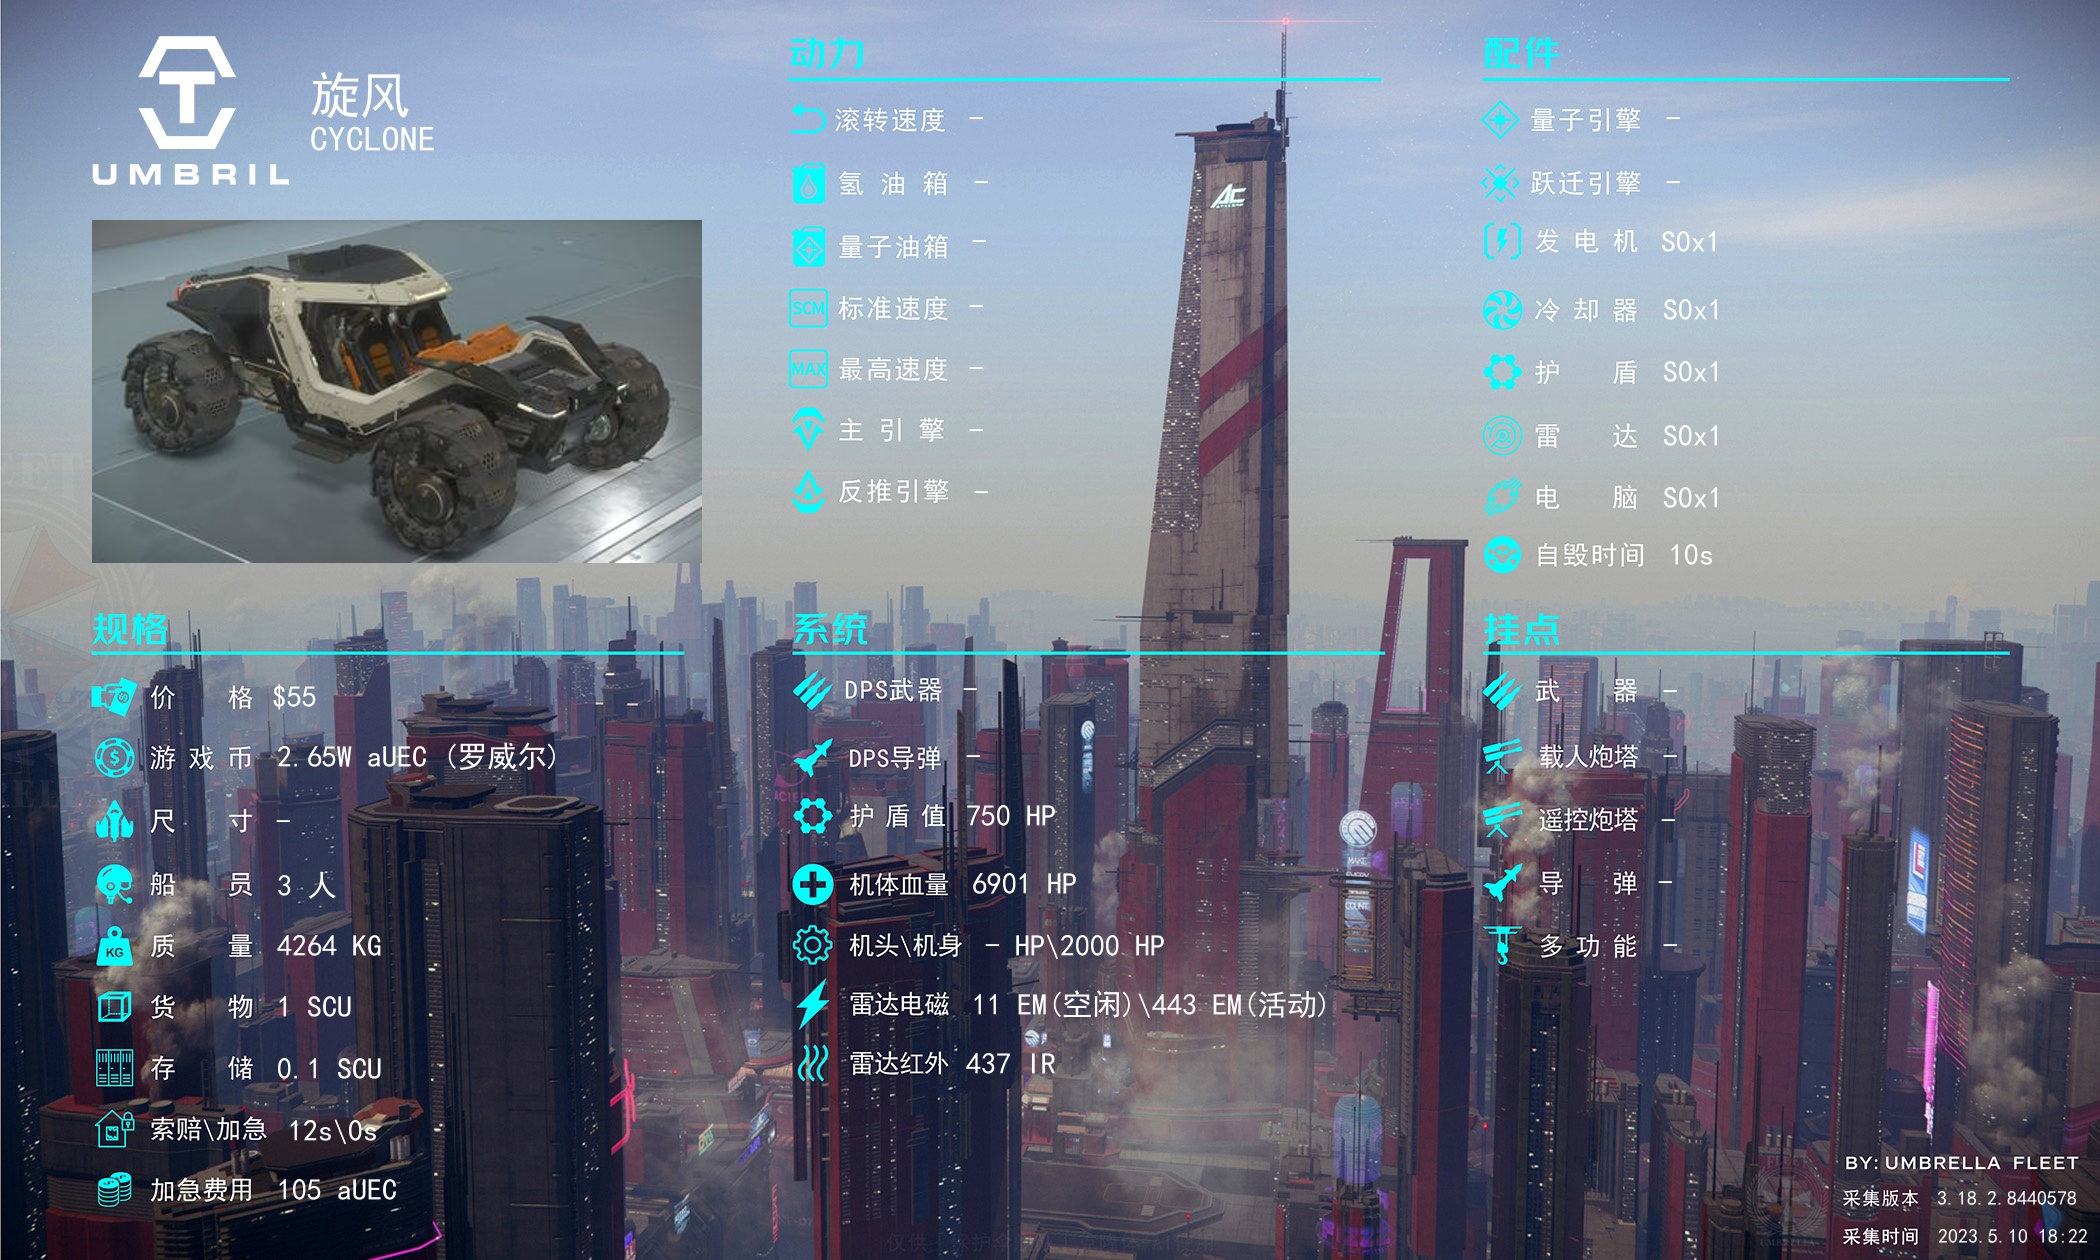 UMBRIL
旋风
CYCLONE
动力
滚转速度 -
氢油箱 -
量子油箱 -
SCM 标准速度 -
MAX 最高速度 -
主引擎 -
反推引擎 -
配件
量子引擎 -
跃迁引擎 -
发电机 S0x1
冷却器 S0x1
护盾 S0x1
雷达 S0x1
电脑 S0x1
自毁时间 10s
规格
价格 $55
游戏币 2.65W aUEC (罗威尔)
尺寸 -
船员 3 人
KG 质量 4264 KG
货物 1 SCU
存储 0.1 SCU
索赔\加急 12s\0s
加急费用 105 aUEC
系统
DPS武器 -
DPS导弹 -
护盾值 750 HP
机体血量 6901 HP
机头\机身 - HP\2000 HP
雷达电磁 11 EM(空闲)\443 EM(活动)
雷达红外 437 IR
挂点
武器 -
载人炮塔 -
遥控炮塔 -
导弹 -
多功能 -
AC
MAKE
EVERY
COUNT
BY: UMBRELLA FLEET
采集版本 3.18.2.8440578
采集时间 2023.5.10 18:22